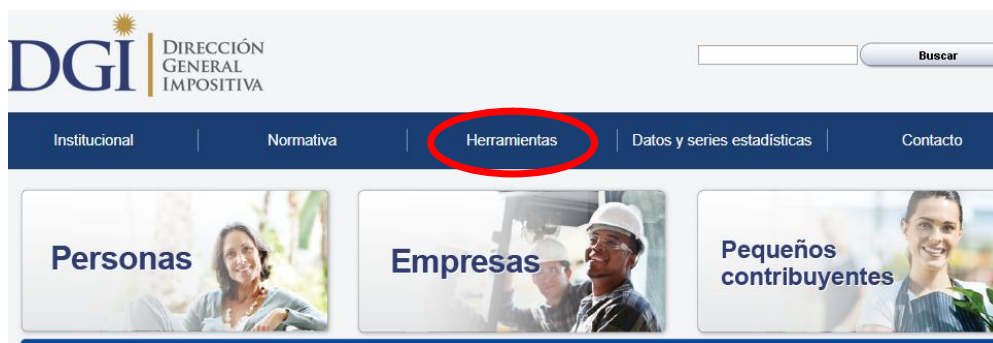 DGI
DIRECCIÓN
GENERAL
IMPOSITIVA
Buscar
Institucional
Normativa
Herramientas
Datos y series estadísticas
Contacto
Personas
Empresas
Pequeños
contribuyentes